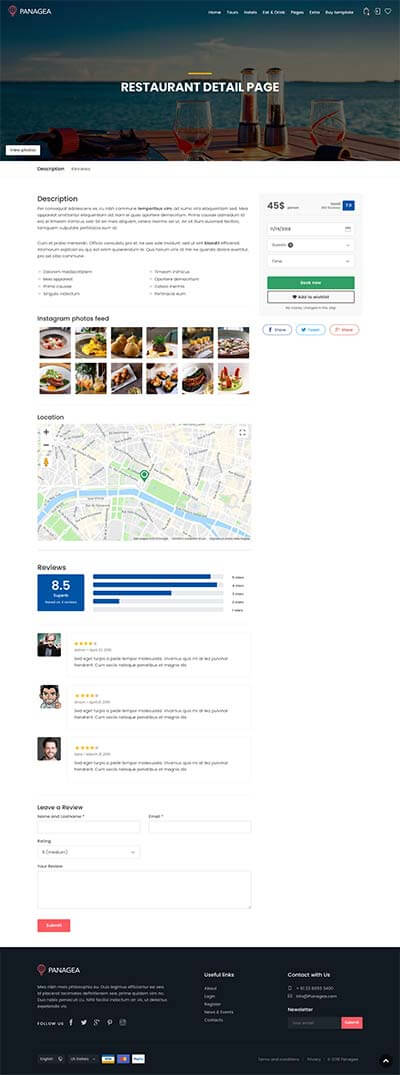 PANAGEA
Home Tours Hotels Eat & Drink Pages Extra Buy template
RESTAURANT DETAIL PAGE
View photos
Description Reviews
Description
Per consequat adolescens ex, cu nibh commune temporibus vim, ad sumo viris eloquentiam sed. Mea
appareat omittantur eloquentiam ad, nam ei quas oportere democritum. Prima causae admodum id
est, ei timeam inimicus sed. Sit an meis aliquam, cetero inermis vel ut. An sit illum euismod facilisis,
tamquam vulputate pertinacia eum at.
Cum et probo menandri. Officiis consulatu pro et, ne sea sale invidunt, sed ut sint blandit efficiendi.
Atomorum explicari eu qui, est enim quaerendum te. Quo harum viris id. Per ne quando dolore evertitur,
pro ad cibo commune.
Dolorem mediocritatem
Mea appareat
Prima causae
Singulis indoctum
Timeam inimicus
Oportere democritum
Cetero inermis
Pertinacia eum
45$ /person
Good
350 Reviews
7.0
11/19/2018
Guests
Time
Book now
Add to wishlist
No money charged in this step
Share Tweet Share
Instagram photos feed
Location
Reviews
8.5
Superb
Based on 4 reviews
5 stars
4 stars
3 stars
2 stars
1 stars
Admin – April 03, 2016
Sed eget turpis a pede tempor malesuada. Vivamus quis mi at leo pulvinar
hendrerit. Cum sociis natoque penatibus et magnis dis
Sed eget turpis a pede tempor malesuada. Vivamus quis mi at leo pulvinar
hendrerit. Cum sociis natoque penatibus et magnis dis
Sed eget turpis a pede tempor malesuada. Vivamus quis mi at leo pulvinar
hendrerit. Cum sociis natoque penatibus et magnis dis
Leave a Review
Name and Lastname * Email *
Rating
5 (medium)
Your Review
Submit
PANAGEA
Mea nibh meis philosophia eu. Duis legimus efficiantur ea sea.
Id placerat tacimates definitionem sea, prima quidam vim no.
Duo nobis persecuti cu. Nihil facilisi indoctum an vix, ut delectus
expetendis vis.
FOLLOW US
Useful links
About
Login
Register
News & Events
Contacts
Contact with Us
+ 61 23 8093 3400
info@Panagea.com
Newsletter
Your email Submit
English US Dollars
Terms and conditions Privacy © 2018 Panagea